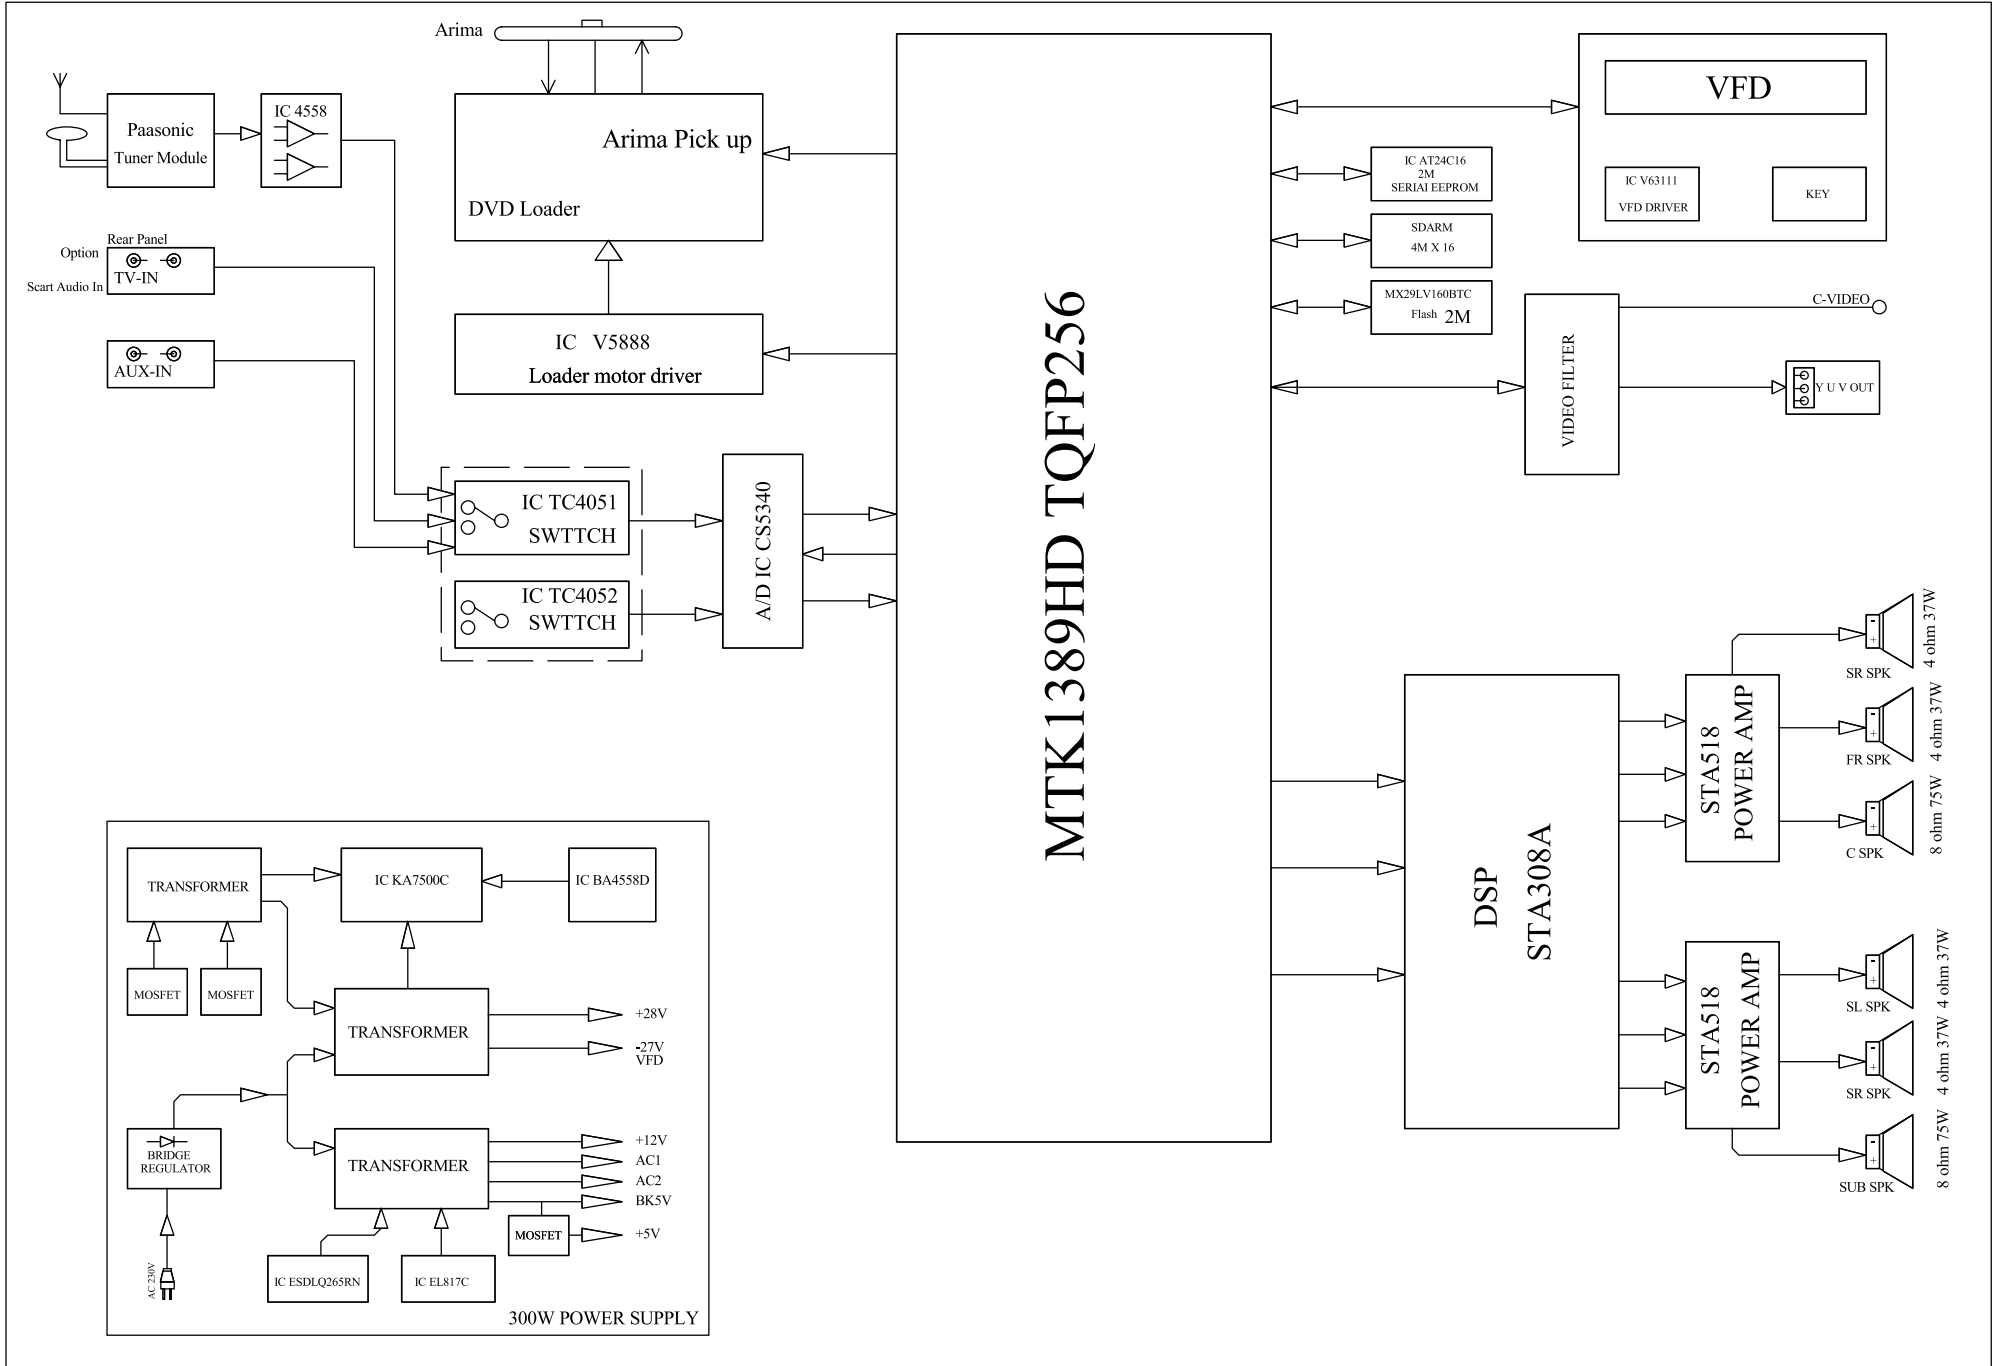 Arima
Paasonic
Tuner Module
IC 4558
Arima Pick up
DVD Loader
Rear Panel
Option
TV-IN
Scart Audio In
AUX-IN
IC V5888
Loader motor driver
IC TC4051
SWTTCH
IC TC4052
SWTTCH
A/D IC CS5340
MTK1389HD TQFP256
VFD
IC V63111
VFD DRIVER
KEY
IC AT24C16
2M
SERIAI EEPROM
SDARM
4M X 16
MX29LV160BTC
Flash 2M
VIDEO FILTER
C-VIDEO
Y U V OUT
DSP
STA308A
STA518
POWER AMP
SR SPK
4 ohm 37W
FR SPK
4 ohm 37W
C SPK
8 ohm 75W
STA518
POWER AMP
SL SPK
4 ohm 37W
SR SPK
4 ohm 37W
SUB SPK
8 ohm 75W
TRANSFORMER
IC KA7500C
IC BA4558D
MOSFET
MOSFET
TRANSFORMER
+28V
-27V
VFD
BRIDGE
REGULATOR
TRANSFORMER
+12V
AC1
AC2
BK5V
MOSFET
+5V
AC 230V
IC ESDLQ265RN
IC EL817C
300W POWER SUPPLY